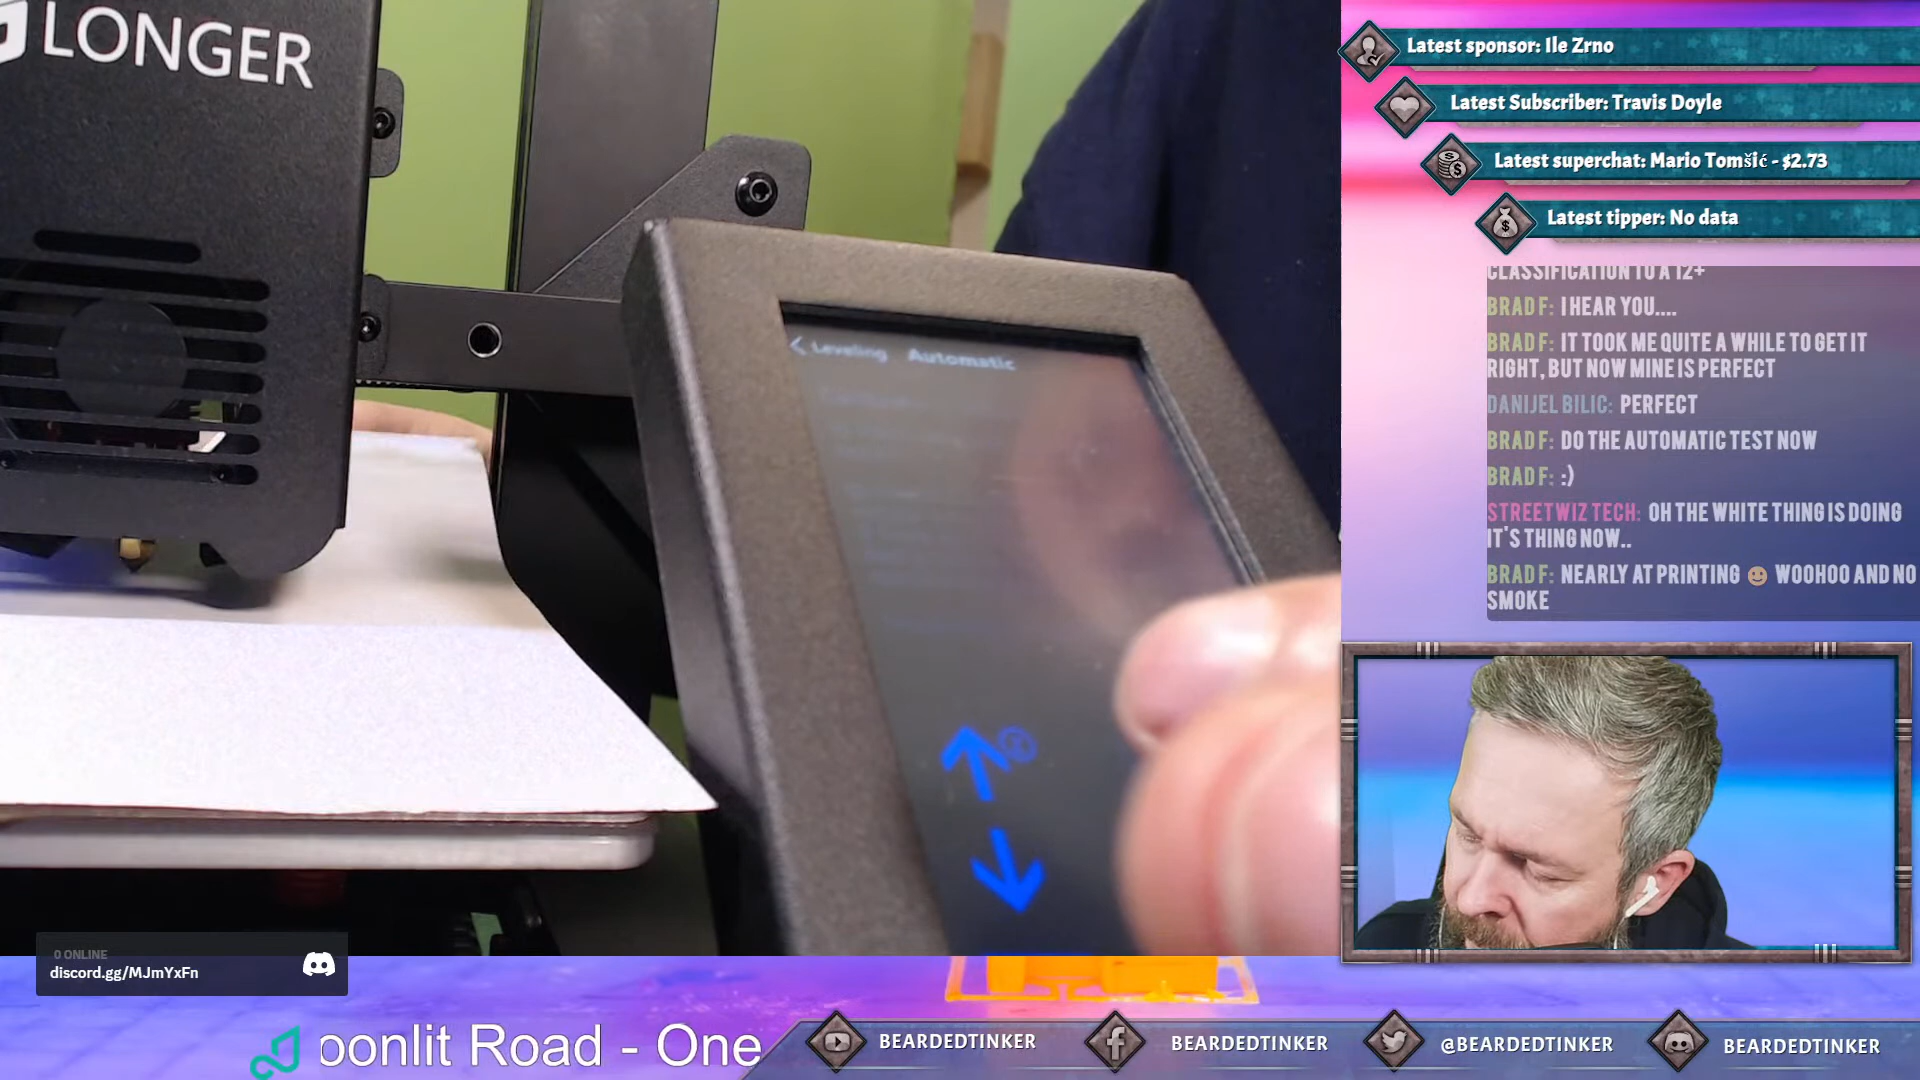 LONGER
Leveling Automatic
Latest sponsor: Ile Zrno
Latest Subscriber: Travis Doyle
Latest superchat: Mario Tomšić - $2.73
Latest tipper: No data
CLASSIFICATION TO A 12+
BRAD F: I HEAR YOU....
BRAD F: IT TOOK ME QUITE A WHILE TO GET IT
RIGHT, BUT NOW MINE IS PERFECT
DANIJEL BILIC: PERFECT
BRAD F: DO THE AUTOMATIC TEST NOW
BRAD F: :)
STREETWIZ TECH: OH THE WHITE THING IS DOING
IT'S THING NOW..
BRAD F: NEARLY AT PRINTING 🙂 WOOHOO AND NO
SMOKE
0 ONLINE
discord.gg/MJmYxFn
oonlit Road - One
BEARDEDTINKER
BEARDEDTINKER
@BEARDEDTINKER
BEARDEDTINKER